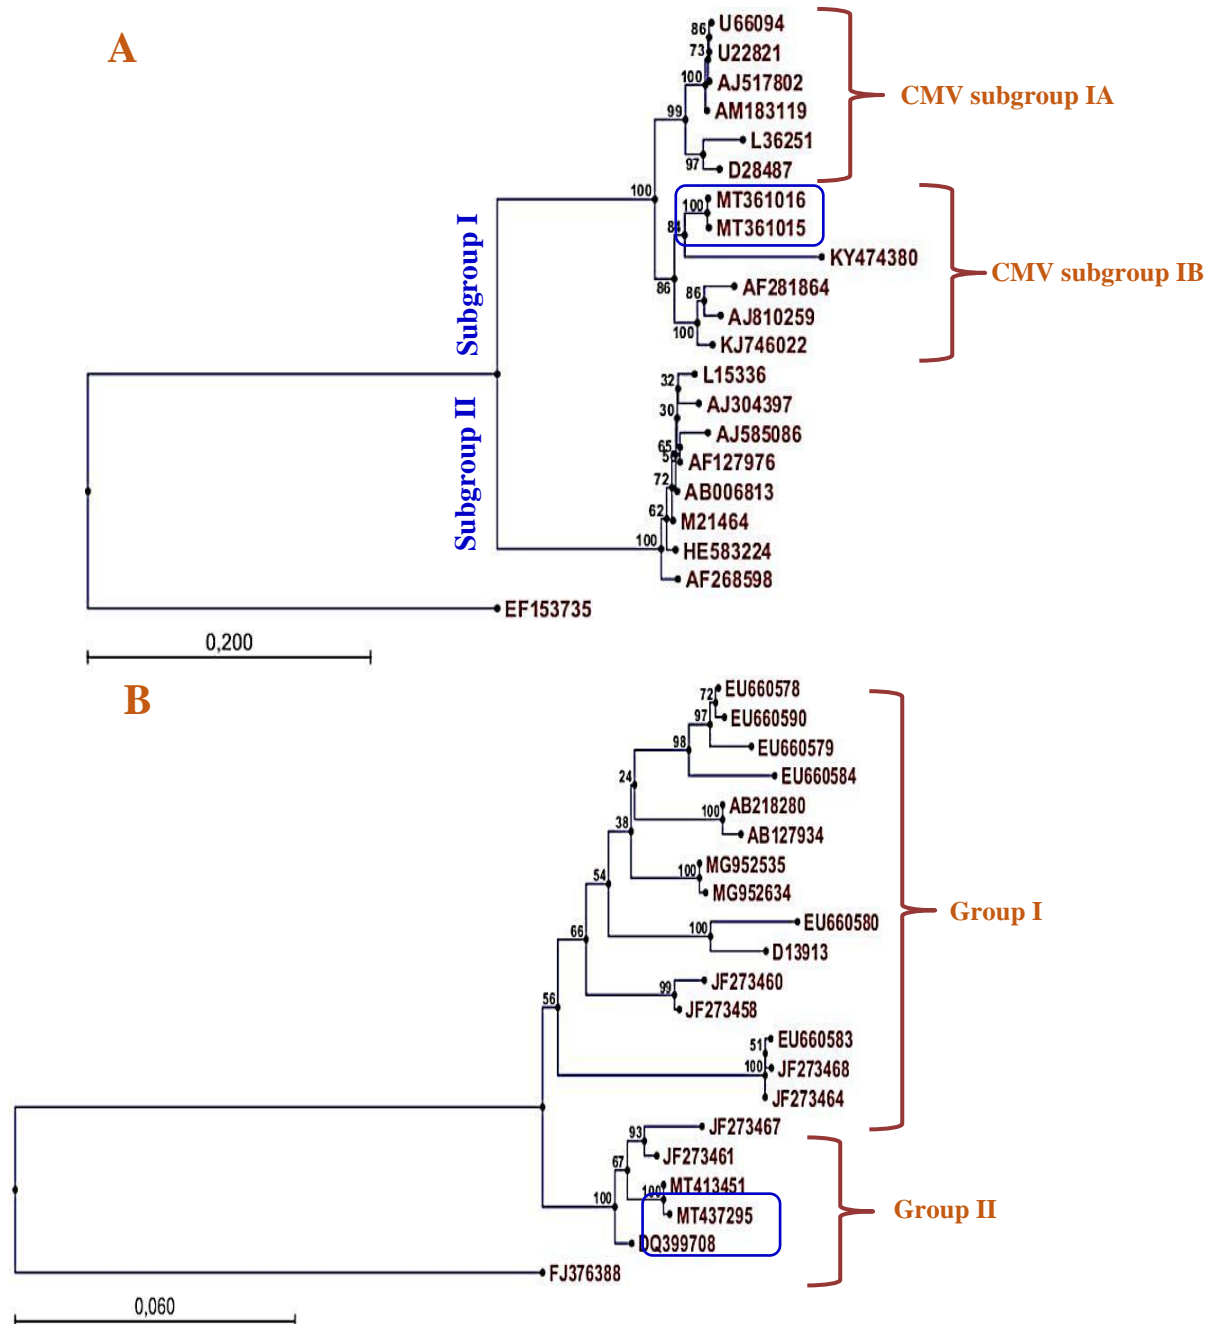 A
86
U66094
73
U22821
100
AJ517802
AM183119
CMV subgroup IA
99
L36251
97
D28487
100
100
MT361016
84
MT361015
KY474380
CMV subgroup IB
86
86
AF281864
AJ810259
100
KJ746022
Subgroup I
Subgroup II
32
L15336
AJ304397
30
AJ585086
65
AF127976
72
AB006813
62
M21464
100
HE583224
AF268598
EF153735
0,200
B
72
EU660578
EU660590
97
EU660579
98
EU660584
24
AB218280
100
AB127934
38
MG952535
100
MG952634
54
EU660580
100
D13913
Group I
66
JF273460
99
JF273458
56
EU660583
51
JF273468
100
JF273464
JF273467
93
JF273461
67
MT413451
100
MT437295
100
DQ399708
Group II
FJ376388
0,060